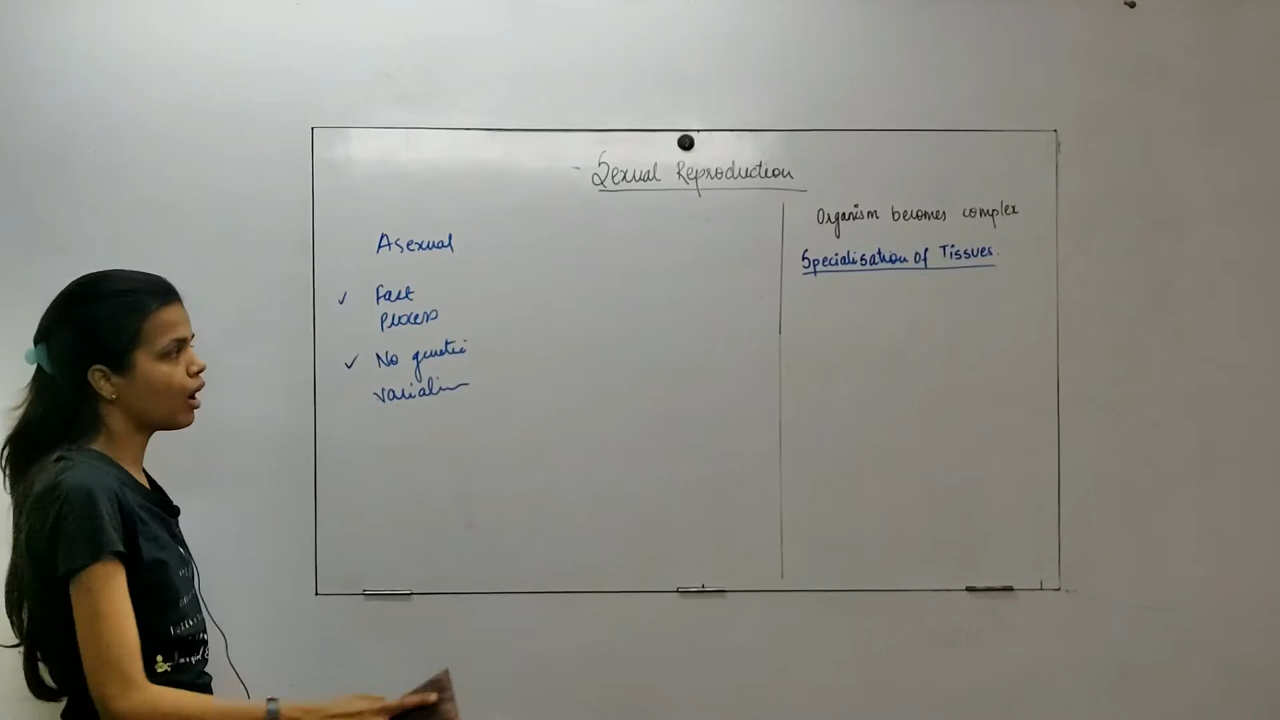 Sexual Reproduction
Asexual
✓ Fast
Process
✓ No genetic
variation
Organism becomes complex
Specialisation of Tissues.